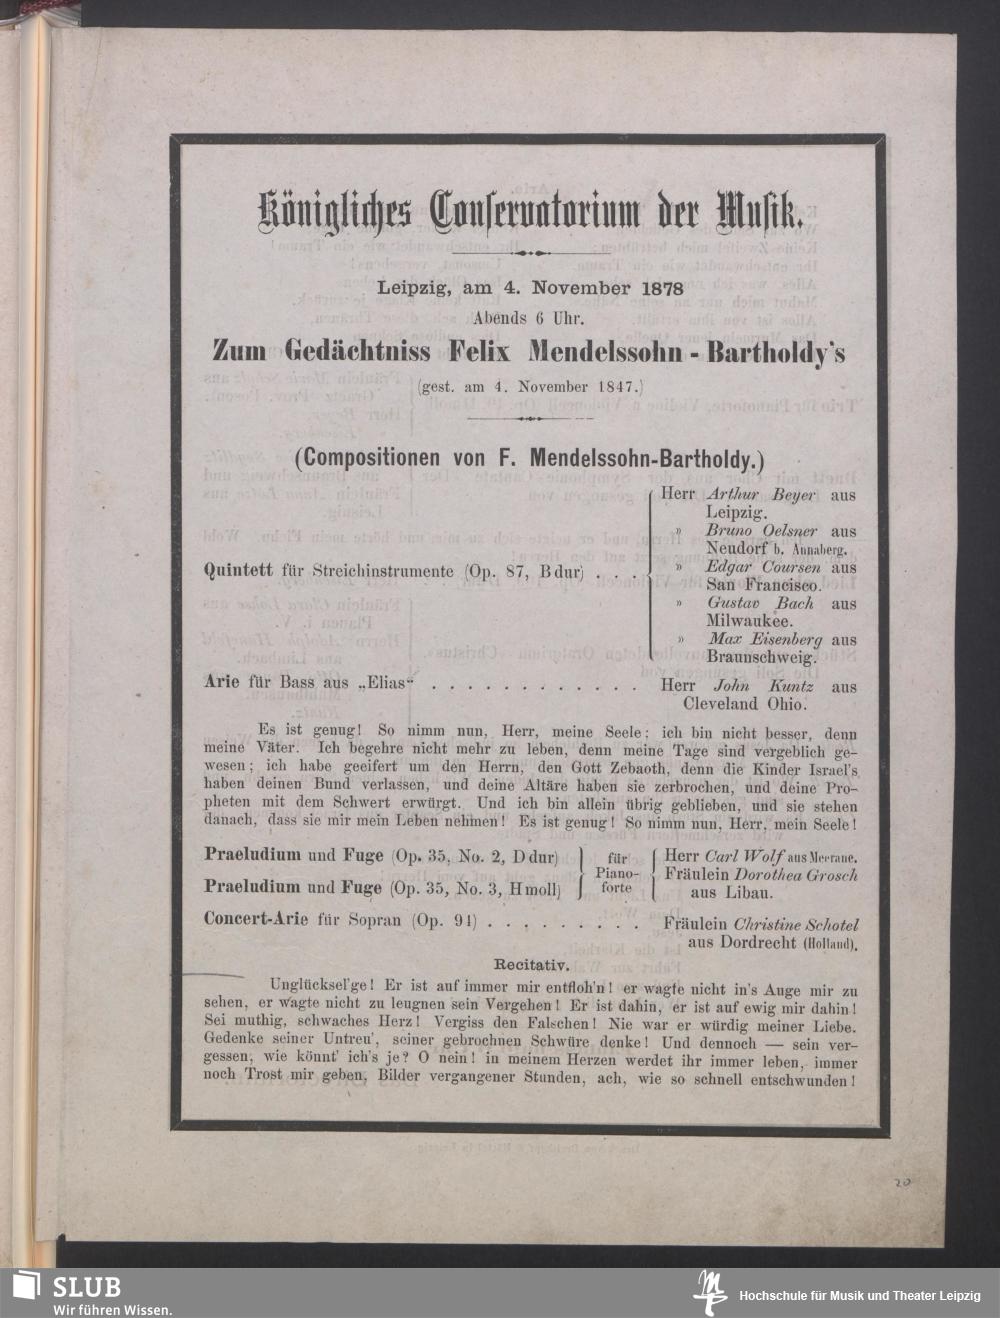 Königliches Conservatorium der Musik.
Leipzig, am 4. November 1878
Abends 6 Uhr.
Zum Gedächtniss Felix Mendelssohn - Bartholdy's
(gest. am 4. November 1847.)
(Compositionen von F. Mendelssohn-Bartholdy.)
Quintett für Streichinstrumente (Op. 87, B dur) . . .
Herr Arthur Beyer aus
Leipzig.
» Bruno Oelsner aus
Neudorf b. Annaberg.
» Edgar Coursen aus
San Francisco.
» Gustav Bach aus
Milwaukee.
» Max Eisenberg aus
Braunschweig.
Arie für Bass aus „Elias“ . . . . . . . . . . . . Herr John Kuntz aus
Cleveland Ohio.
Es ist genug! So nimm nun, Herr, meine Seele; ich bin nicht besser, denn
meine Väter. Ich begehre nicht mehr zu leben, denn meine Tage sind vergeblich ge-
wesen; ich habe geeifert um den Herrn, den Gott Zebaoth, denn die Kinder Israel's
haben deinen Bund verlassen, und deine Altäre haben sie zerbrochen, und deine Pro-
pheten mit dem Schwert erwürgt. Und ich bin allein übrig geblieben, und sie stehen
danach, dass sie mir mein Leben nehmen! Es ist genug! So nimm nun, Herr, mein Seele!
Praeludium und Fuge (Op. 35, No. 2, D dur)
Praeludium und Fuge (Op. 35, No. 3, H moll)
für
Piano-
forte
Herr Carl Wolf aus Meerane.
Fräulein Dorothea Grosch
aus Libau.
Concert-Arie für Sopran (Op. 94) . . . . . . . . . Fräulein Christine Schotel
aus Dordrecht (Holland).
Recitativ.
Unglücksel'ge! Er ist auf immer mir entfloh'n! er wagte nicht in's Auge mir zu
sehen, er wagte nicht zu leugnen sein Vergehen! Er ist dahin, er ist auf ewig mir dahin!
Sei muthig, schwaches Herz! Vergiss den Falschen! Nie war er würdig meiner Liebe.
Gedenke seiner Untreu', seiner gebrochnen Schwüre denke! Und dennoch — sein ver-
gessen, wie könnt' ich's je? O nein! in meinem Herzen werdet ihr immer leben, immer
noch Trost mir geben, Bilder vergangener Stunden, ach, wie so schnell entschwunden!
20
SLUB
Wir führen Wissen.
Hochschule für Musik und Theater Leipzig